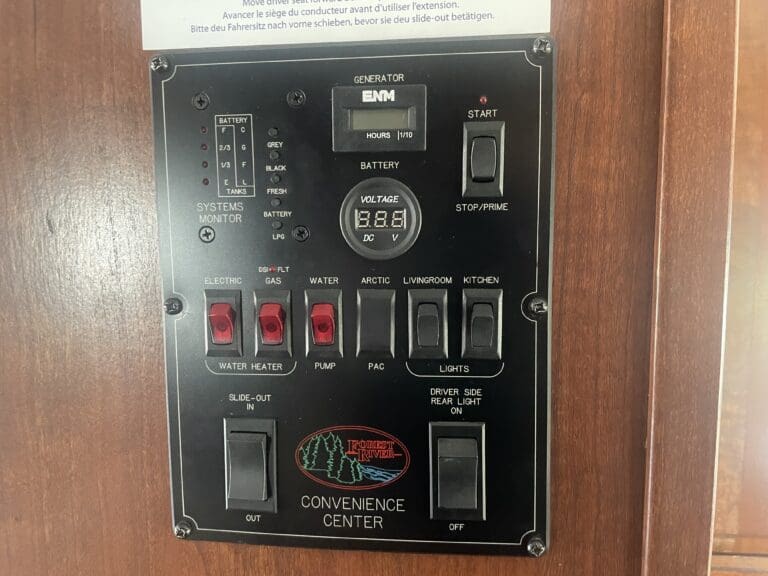 Avancer le siège du conducteur avant d'utiliser l'extension.
Bitte deu Fahrersitz nach vorne schieben, bevor sie deu slide-out betätigen.
GENERATOR
ENM
HOURS 1/10
START
STOP/PRIME
BATTERY
F C
2/3 G
1/3 F
E L
TANKS
GREY
BLACK
FRESH
BATTERY
LPG
SYSTEMS
MONITOR
BATTERY
VOLTAGE
DC V
DSI FLT
ELECTRIC GAS WATER ARCTIC LIVINGROOM KITCHEN
WATER HEATER PUMP PAC LIGHTS
SLIDE-OUT
IN
OUT
DRIVER SIDE
REAR LIGHT
ON
OFF
FOREST
RIVER
CONVENIENCE
CENTER